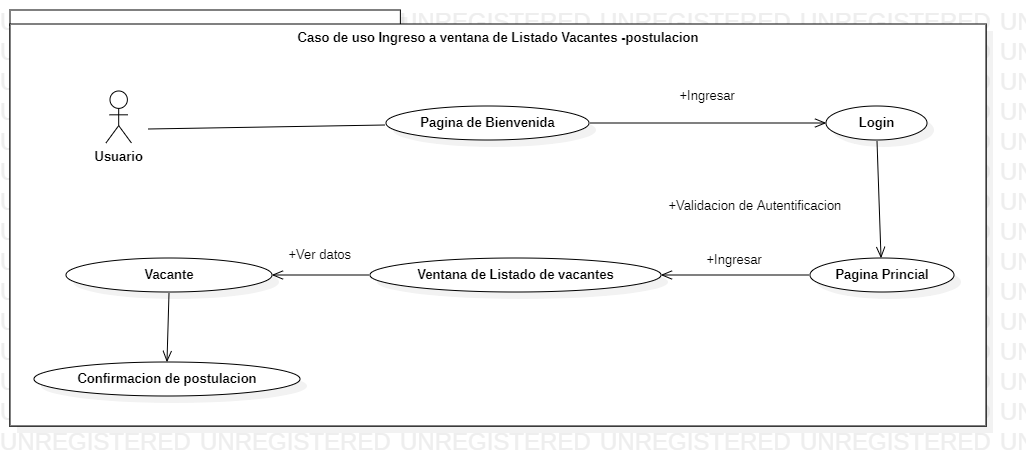 Caso de uso Ingreso a ventana de Listado Vacantes -postulacion
+Ingresar
Pagina de Bienvenida
Login
Usuario
+Validacion de Autentificacion
+Ver datos
+Ingresar
Vacante
Ventana de Listado de vacantes
Pagina Princial
Confirmacion de postulacion
UNREGISTERED UNREGISTERED UNREGISTERED UNREGISTERED UNREGISTERED UN